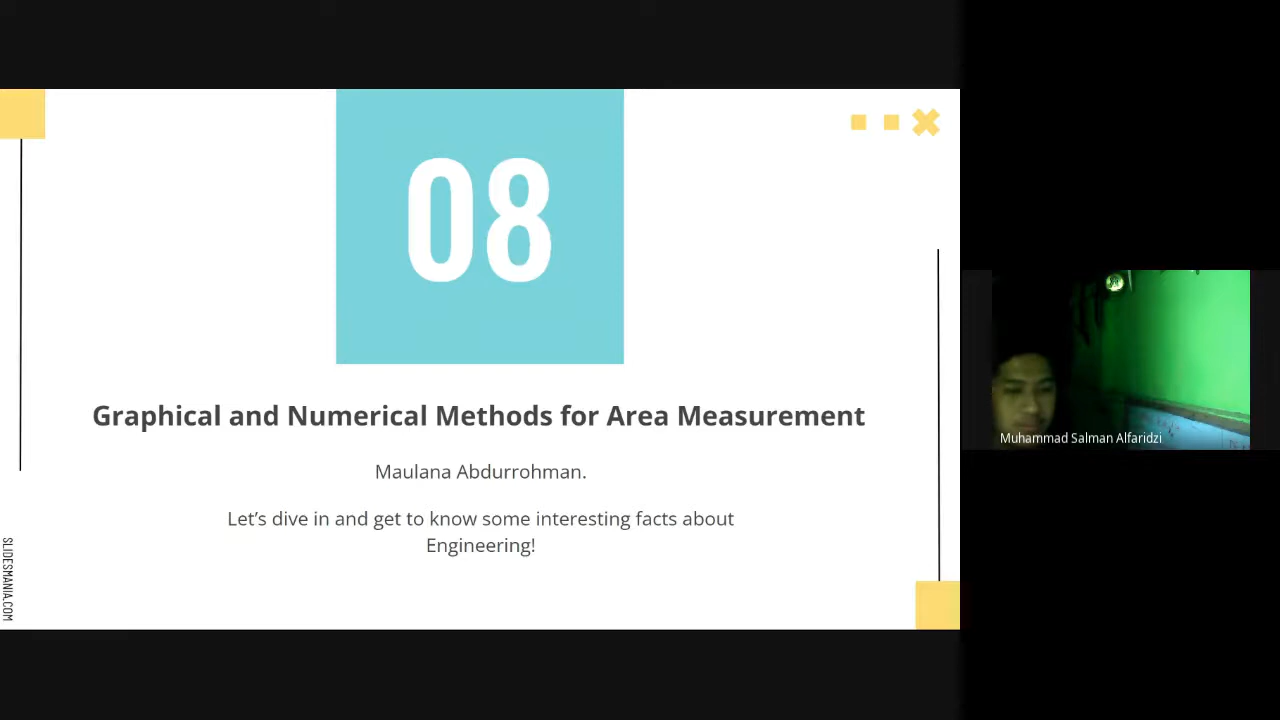 08
Graphical and Numerical Methods for Area Measurement
Maulana Abdurrohman.
Let’s dive in and get to know some interesting facts about
Engineering!
SLIDESMANIA.COM
Muhammad Salman Alfaridzi